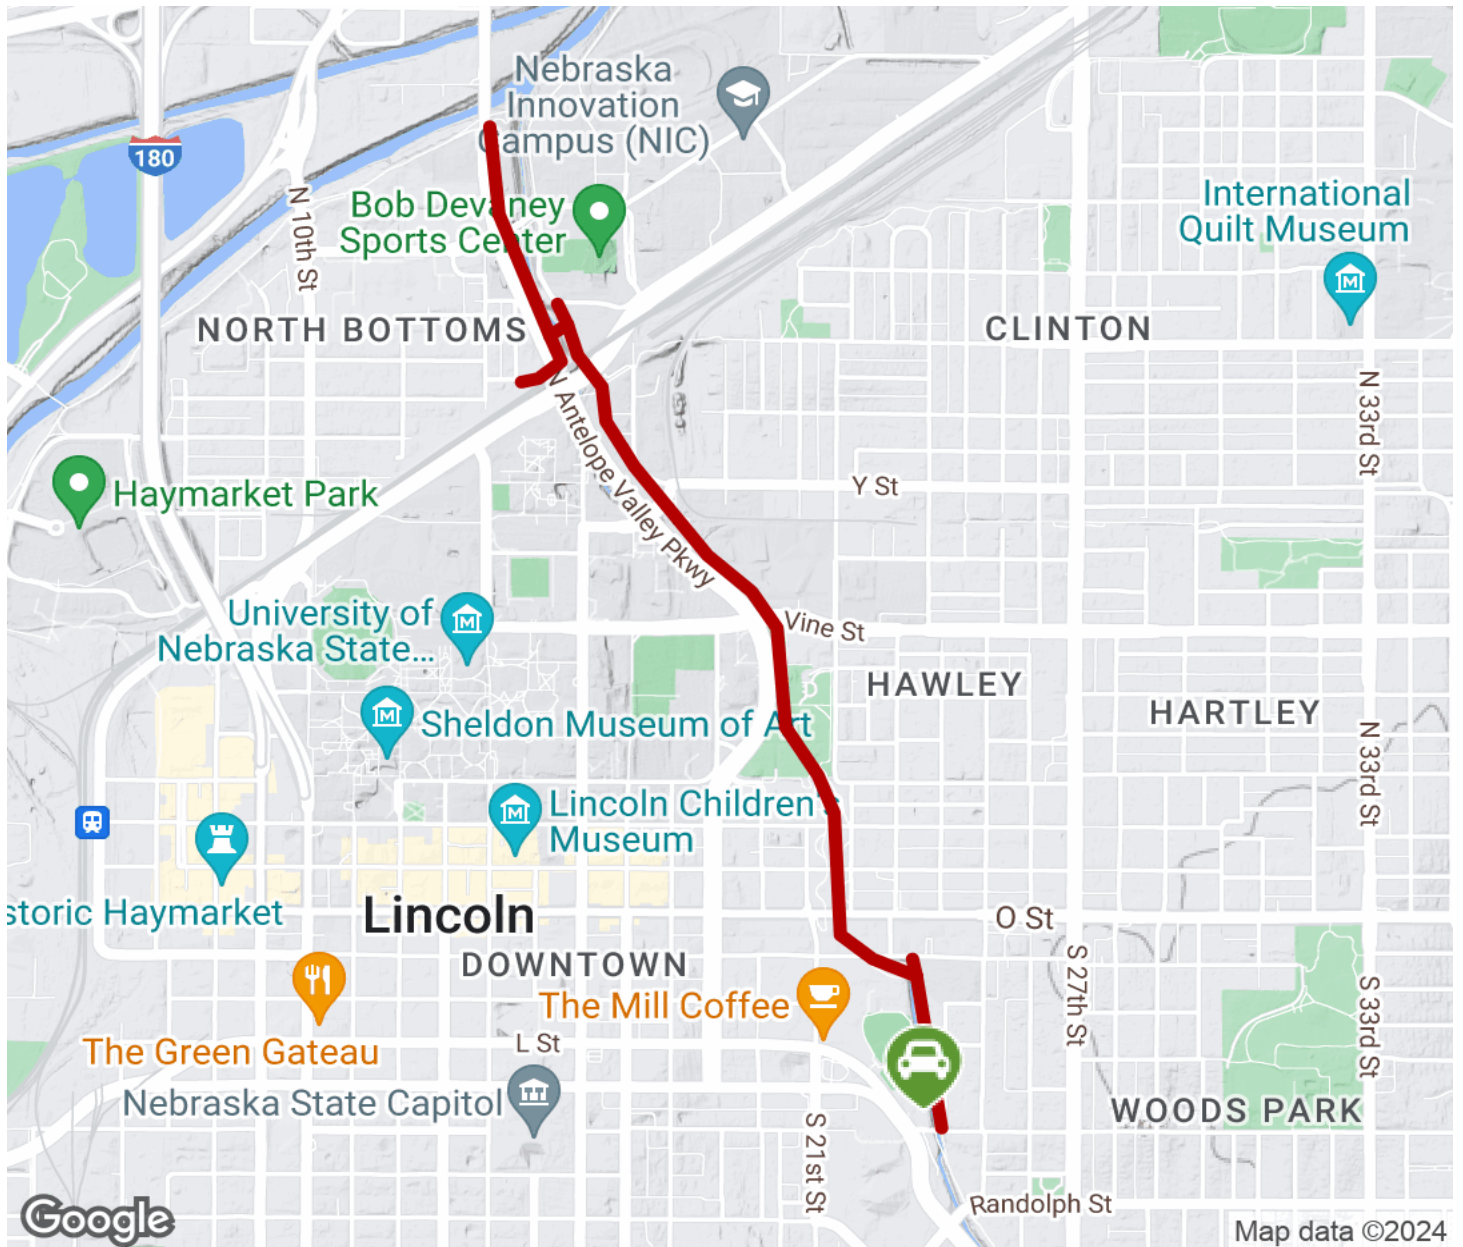 Nebraska
Innovation
Campus (NIC)
180
N 10th St
Bob Devaney
Sports Center
International
Quilt Museum
NORTH BOTTOMS
CLINTON
N 33rd St
N Antelope Valley Pkwy
Haymarket Park
Y St
University of
Nebraska State...
Vine St
HAWLEY
HARTLEY
Sheldon Museum of Art
N 33rd St
Lincoln Children's
Museum
storic Haymarket
Lincoln
O St
DOWNTOWN
S 27th St
S 33rd St
The Mill Coffee
The Green Gateau
L St
Nebraska State Capitol
WOODS PARK
S 21st St
Randolph St
Google
Map data ©2024